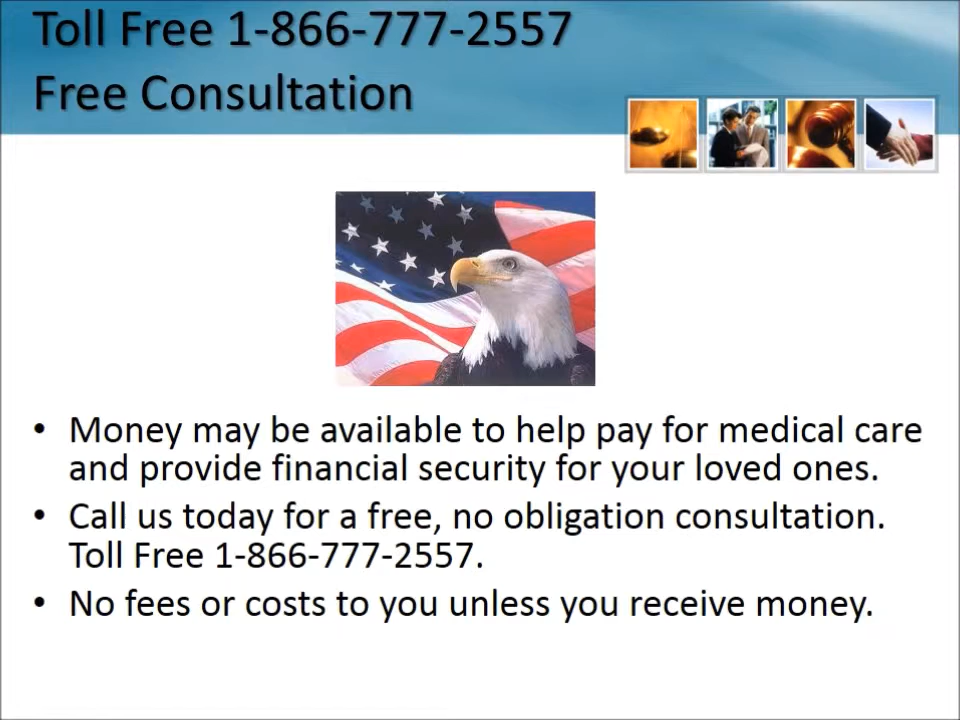 Toll Free 1-866-777-2557
Free Consultation
• Money may be available to help pay for medical care
and provide financial security for your loved ones.
• Call us today for a free, no obligation consultation.
Toll Free 1-866-777-2557.
• No fees or costs to you unless you receive money.